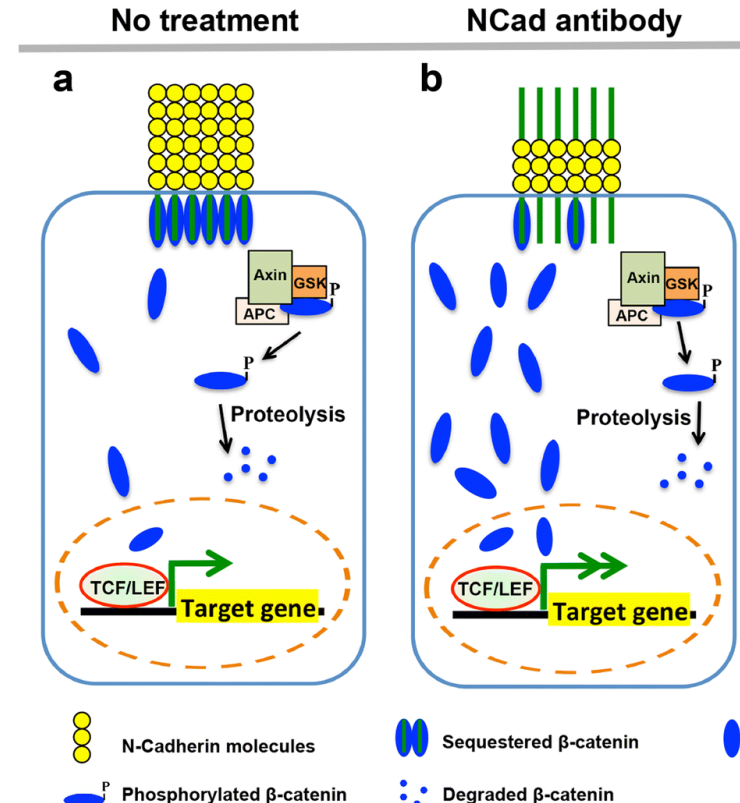 No treatment
NCad antibody
a
b
Axin
GSK
P
APC
P
Proteolysis
TCF/LEF
Target gene
Axin
GSK
P
APC
P
Proteolysis
TCF/LEF
Target gene
N-Cadherin molecules
Sequestered β-catenin
P
Phosphorylated β-catenin
Degraded β-catenin